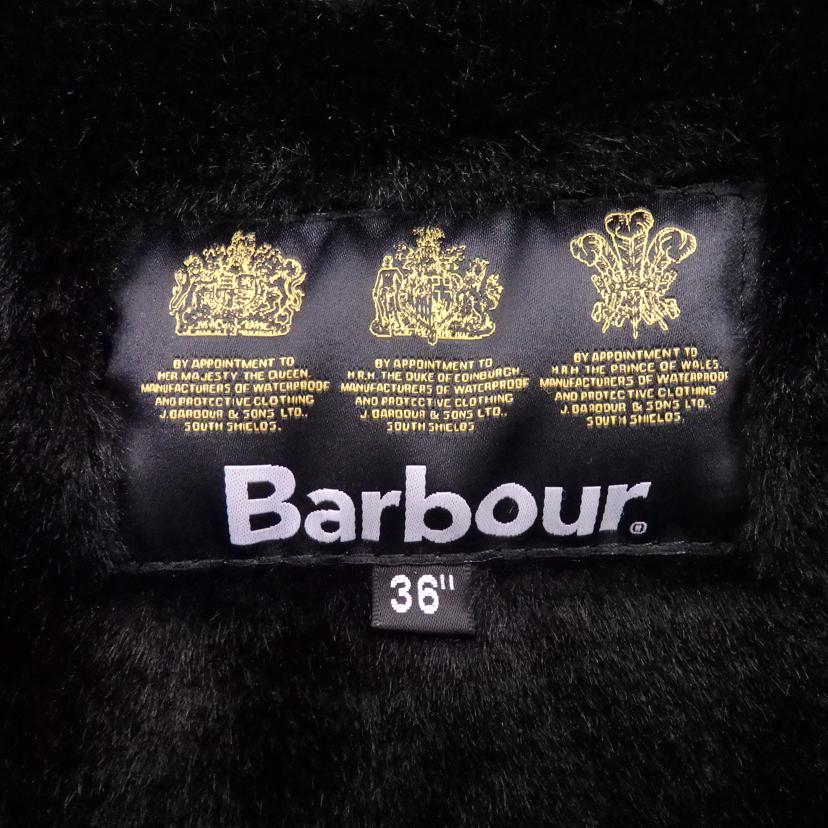 BY APPOINTMENT TO
HER MAJESTY THE QUEEN.
MANUFACTURERS OF WATERPROOF
AND PROTECTIVE CLOTHING
J. BARBOUR & SONS LTD.,
SOUTH SHIELDS.
BY APPOINTMENT TO
H.R.H. THE DUKE OF EDINBURGH.
MANUFACTURERS OF WATERPROOF
AND PROTECTIVE CLOTHING
J. BARBOUR & SONS LTD.,
SOUTH SHIELDS
BY APPOINTMENT TO
H.R.H. THE PRINCE OF WALES.
MANUFACTURERS OF WATERPROOF
AND PROTECTIVE CLOTHING
J. BARBOUR & SONS LTD.,
SOUTH SHIELDS.
Barbour®
36"